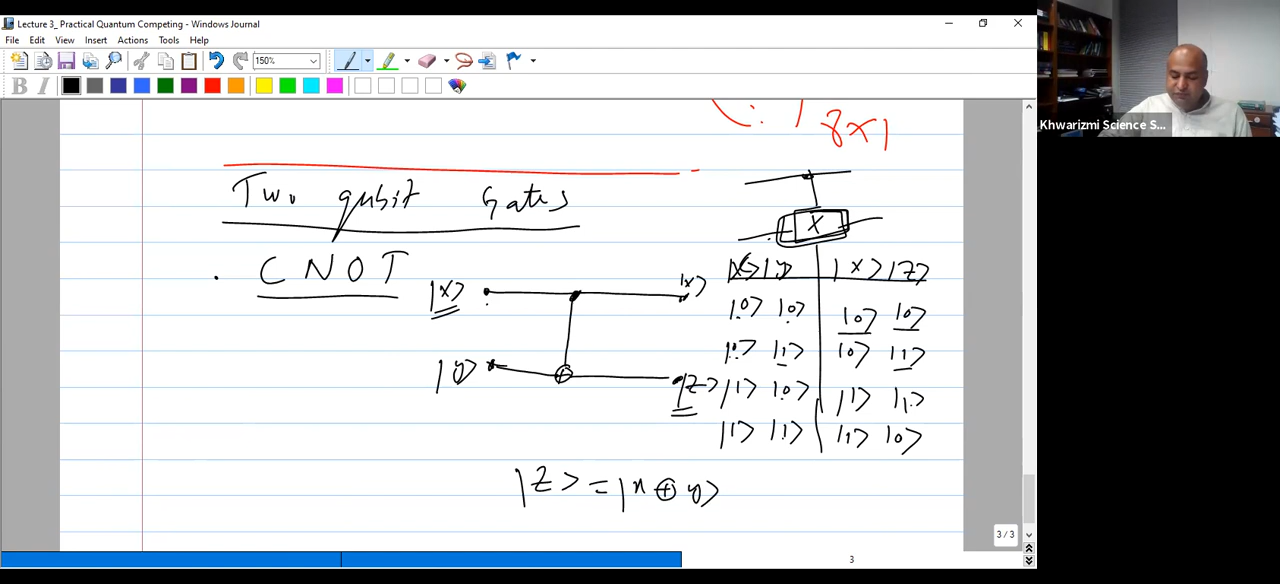 Lecture 3_ Practical Quantum Competing - Windows Journal
File Edit View Insert Actions Tools Help
150%
B I
Khwarizmi Science S...
8x1
Two qubit Gates
X
CNOT
|x> |x>
|y> |z>
|x>|y> |x>|z>
|0> |0> |0> |0>
|0> |1> |0> |1>
|1> |0> |1> |1>
|1> |1> |1> |0>
|z> = |x ⊕ y>
3 / 3
3